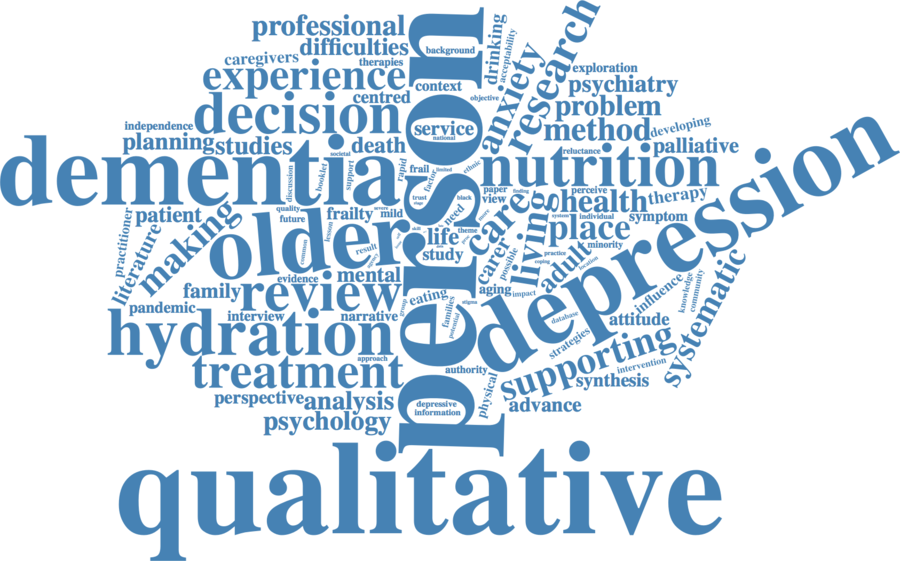 professional
difficulties
background
caregivers
therapies
experience
context
centred
objective
decision
service
national
independence
planning
studies
societal
death
dementia
person
drinking
acceptability
anxiety
research
exploration
psychiatry
problem
method
developing
reluctance
palliative
nutrition
discussion
booklet
support
rapid
frail
factor
limited
ethnic
paper
view
finding
black
trust
stage
perceive
health
therapy
practitioner
patient
literature
making
quality
future
frailty
severe
mild
older
common
lesson
result
need
skill
life
theme
study
care
carer
possible
living
system
individual
symptom
place
minority
practice
coping
location
adult
depression
evidence
mental
family
review
aging
impact
pandemic
interview
narrative
group
eating
families
potential
stigma
hydration
approach
treatment
database
strategies
attitude
influence
knowledge
community
systematic
authority
supporting
intervention
synthesis
physical
advance
perspective
analysis
psychology
depressive
information
qualitative